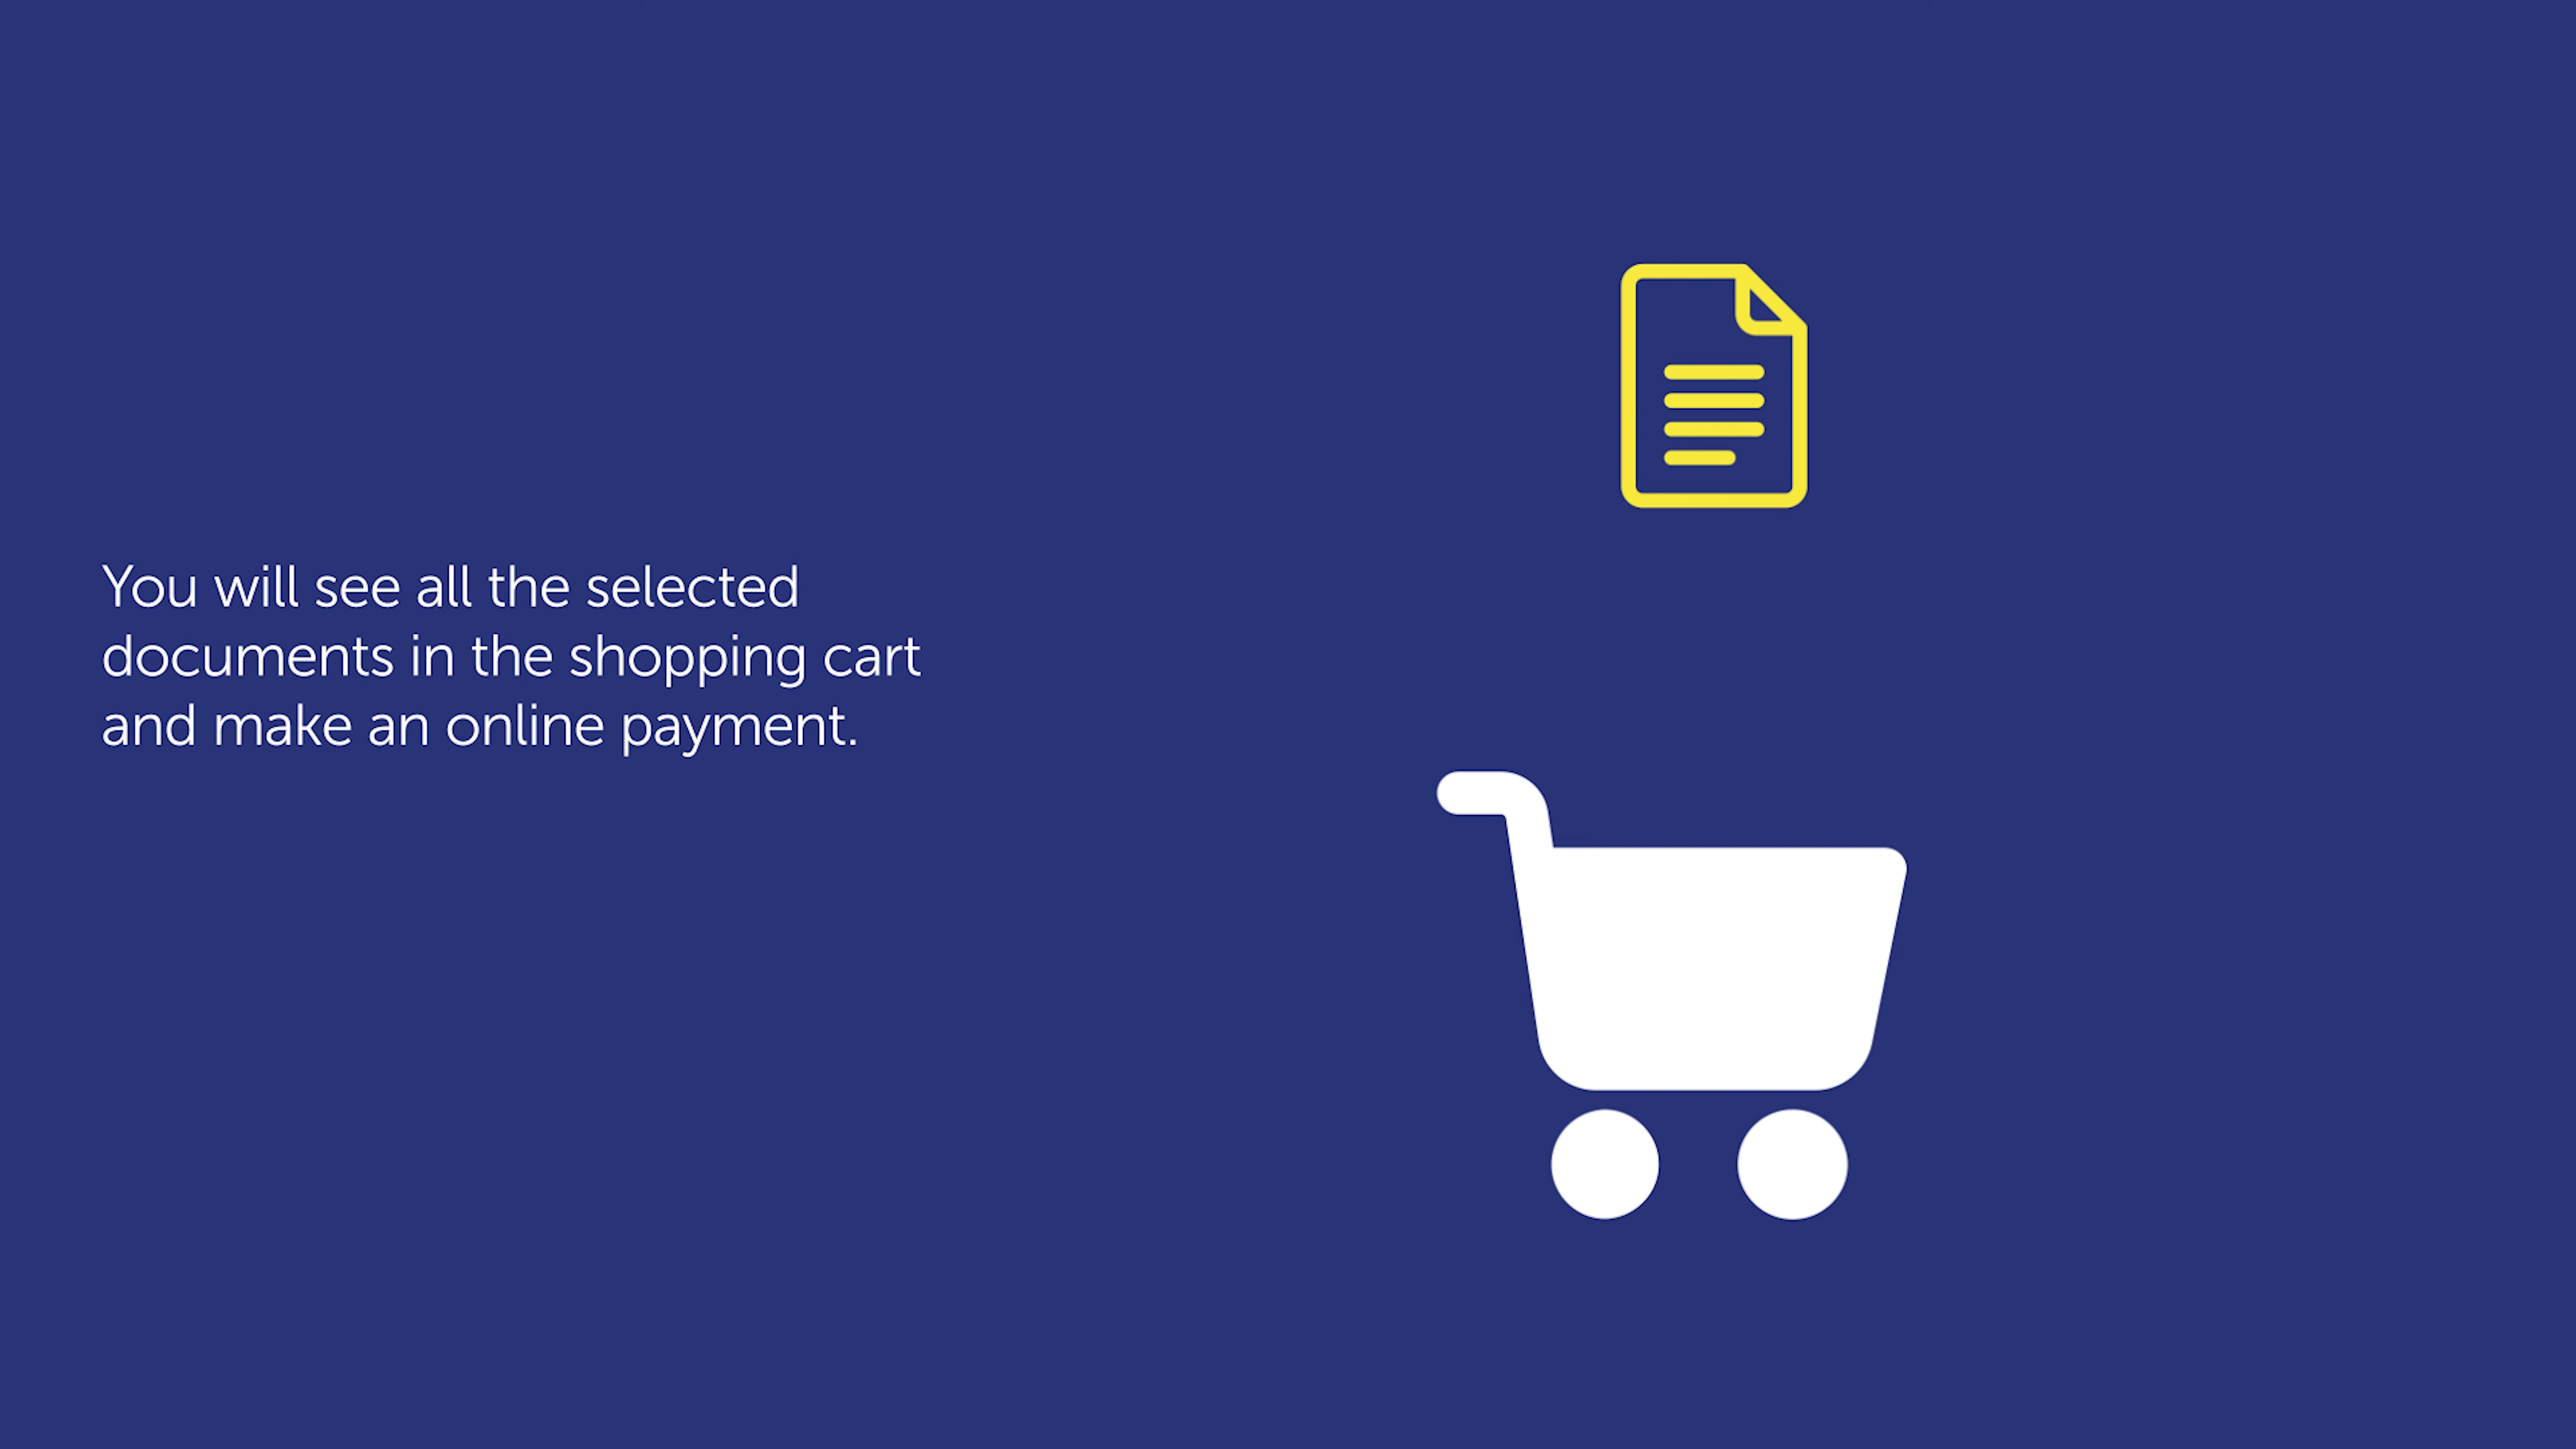 You will see all the selected
documents in the shopping cart
and make an online payment.